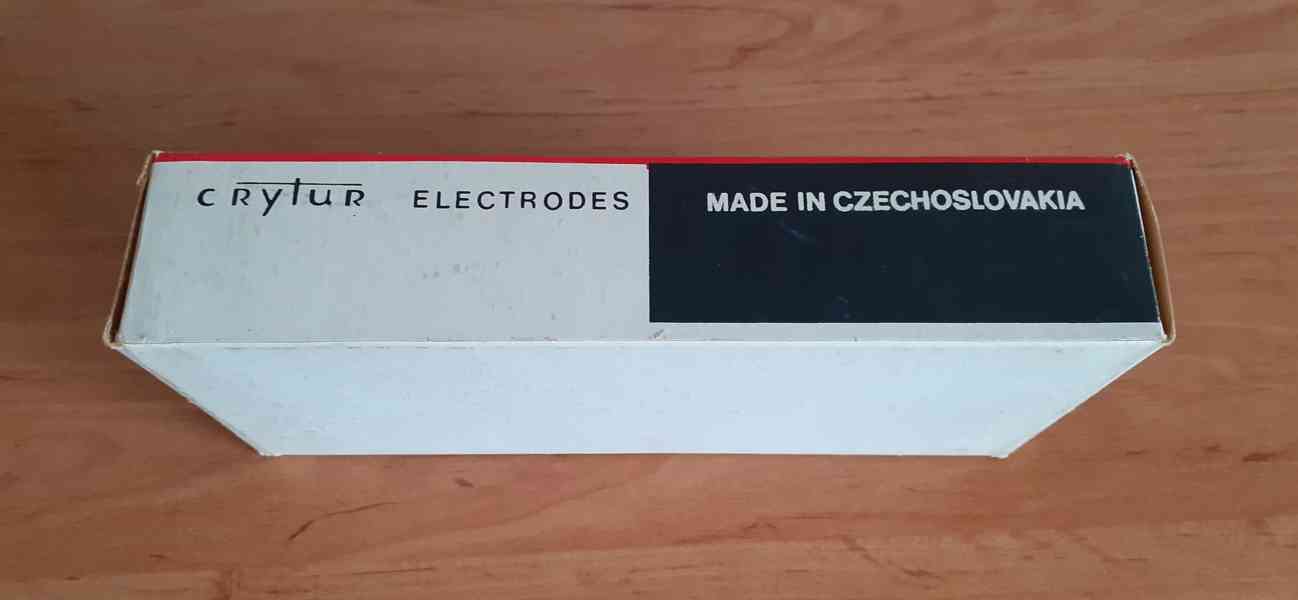 CRYTUR ELECTRODES
MADE IN CZECHOSLOVAKIA